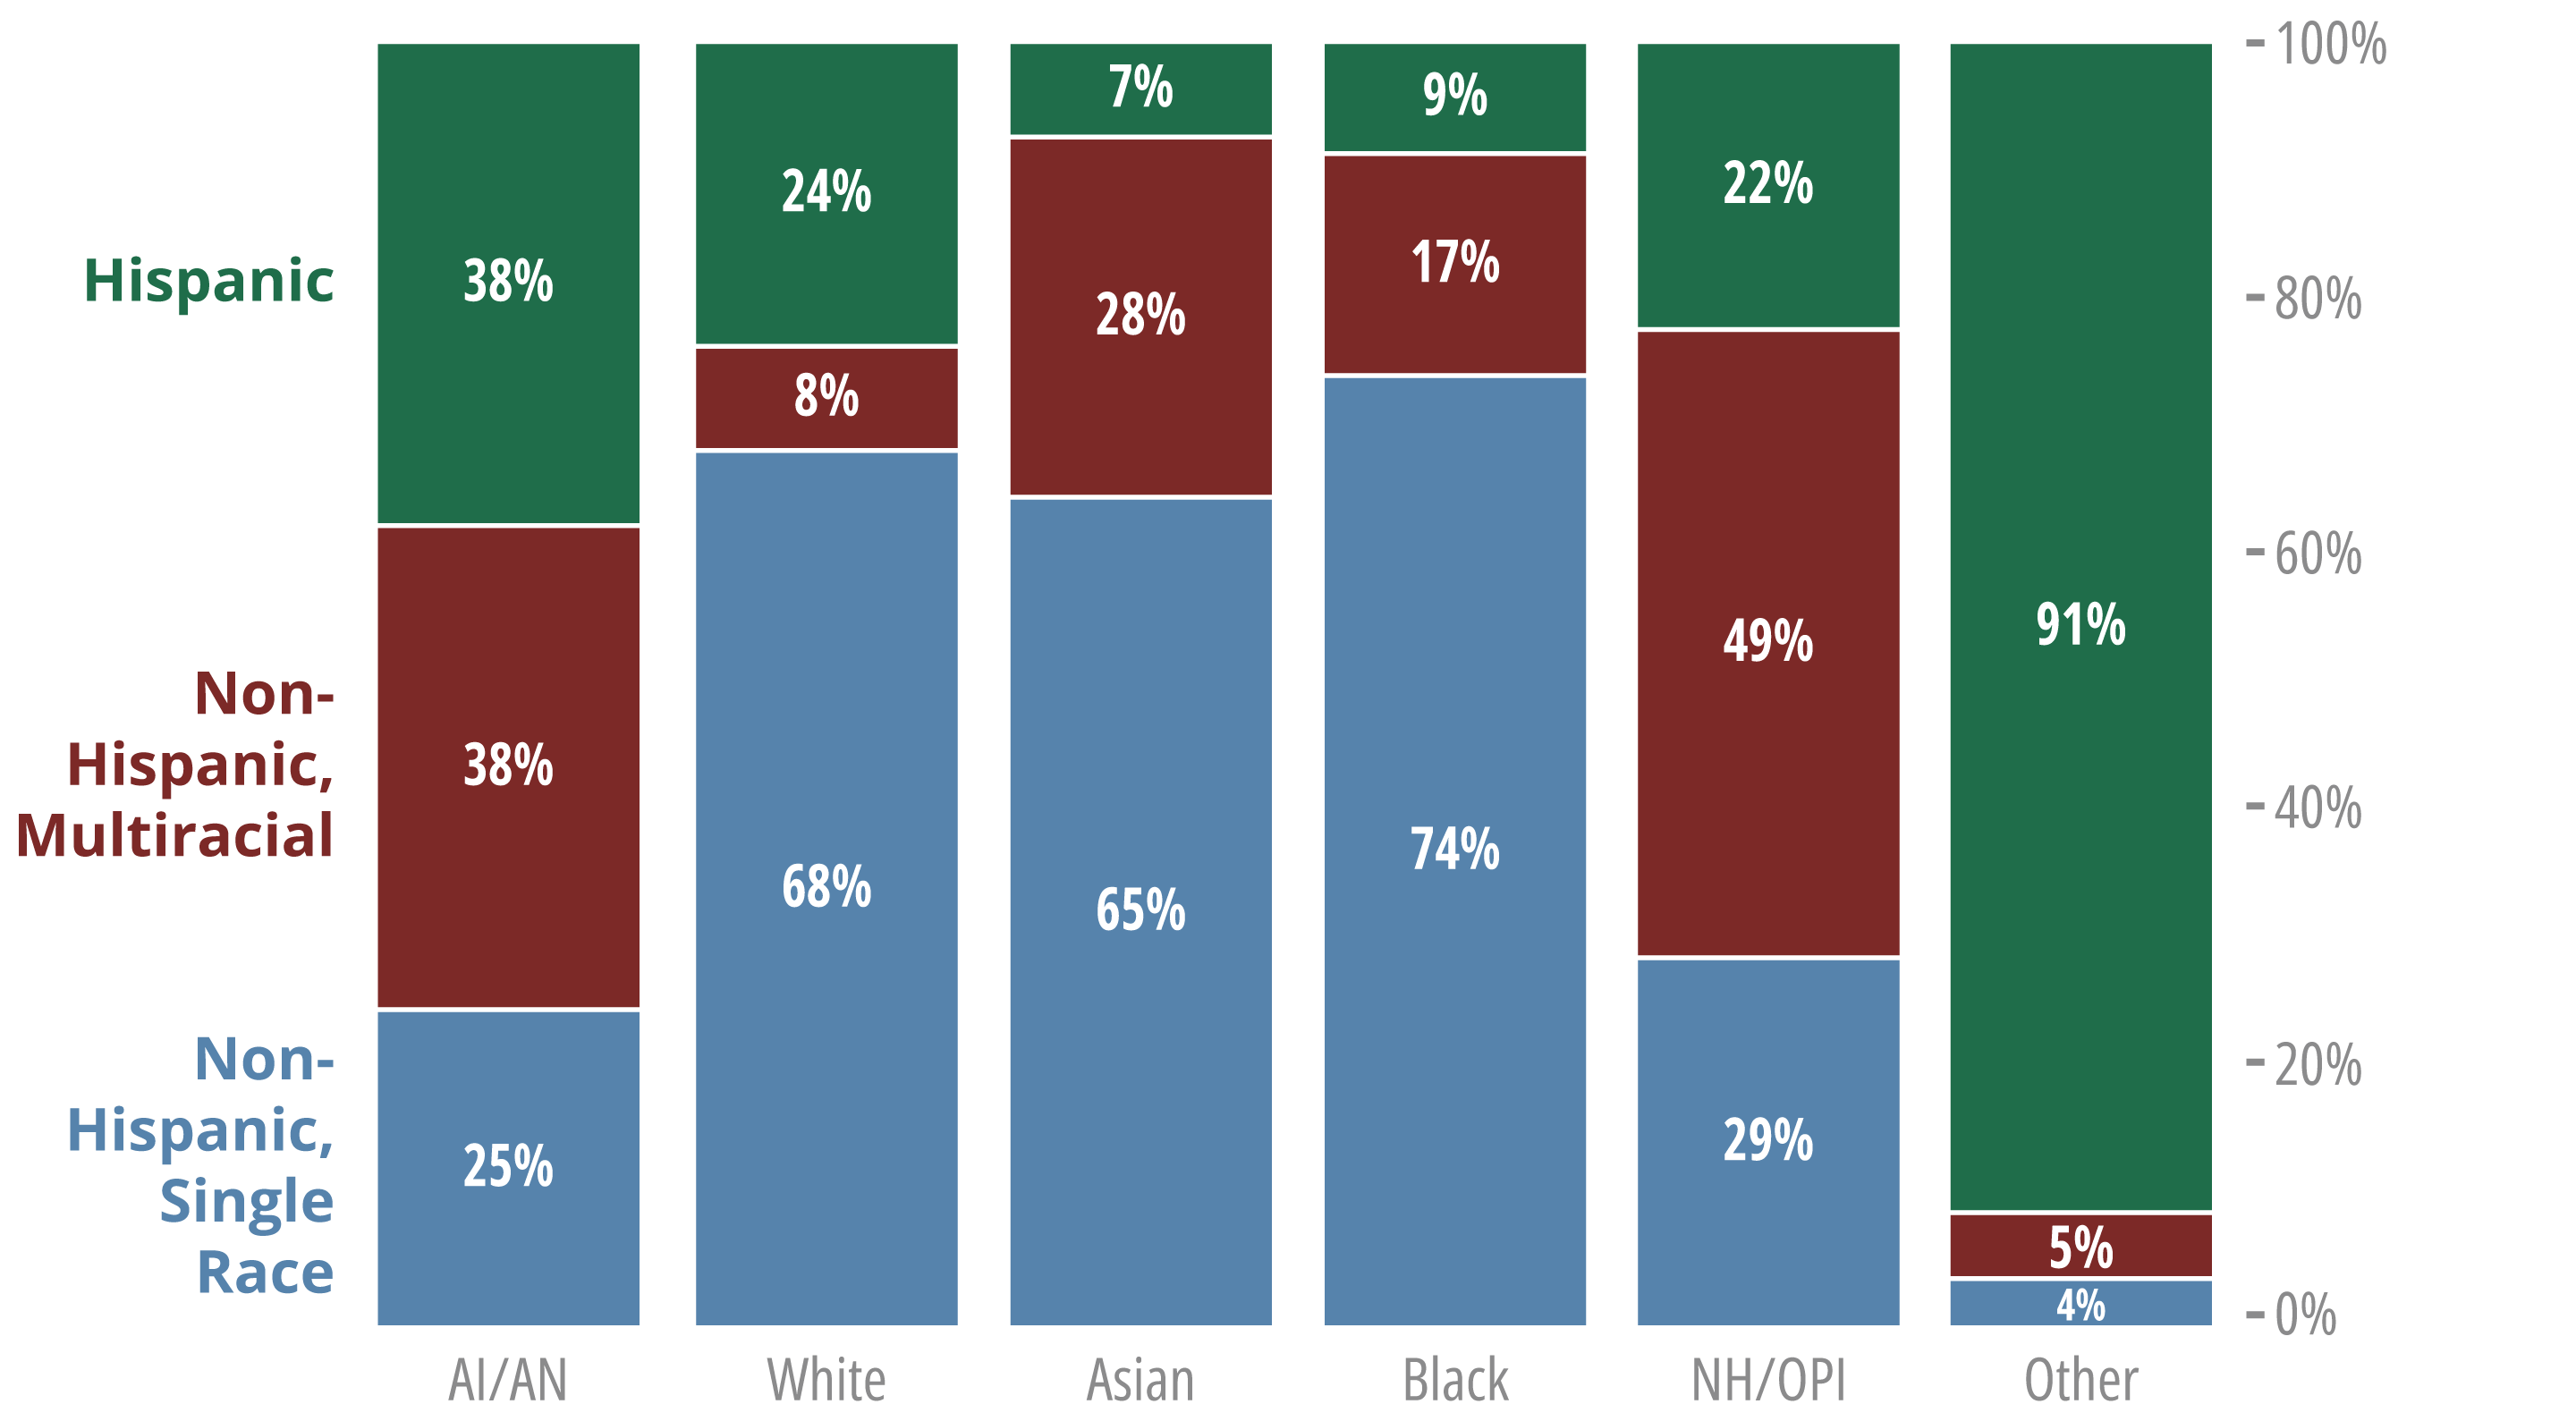 Hispanic
Non-
Hispanic,
Multiracial
Non-
Hispanic,
Single
Race
38%
38%
25%
24%
8%
68%
7%
28%
65%
9%
17%
74%
22%
49%
29%
91%
5%
4%
100%
80%
60%
40%
20%
0%
AI/AN
White
Asian
Black
NH/OPI
Other